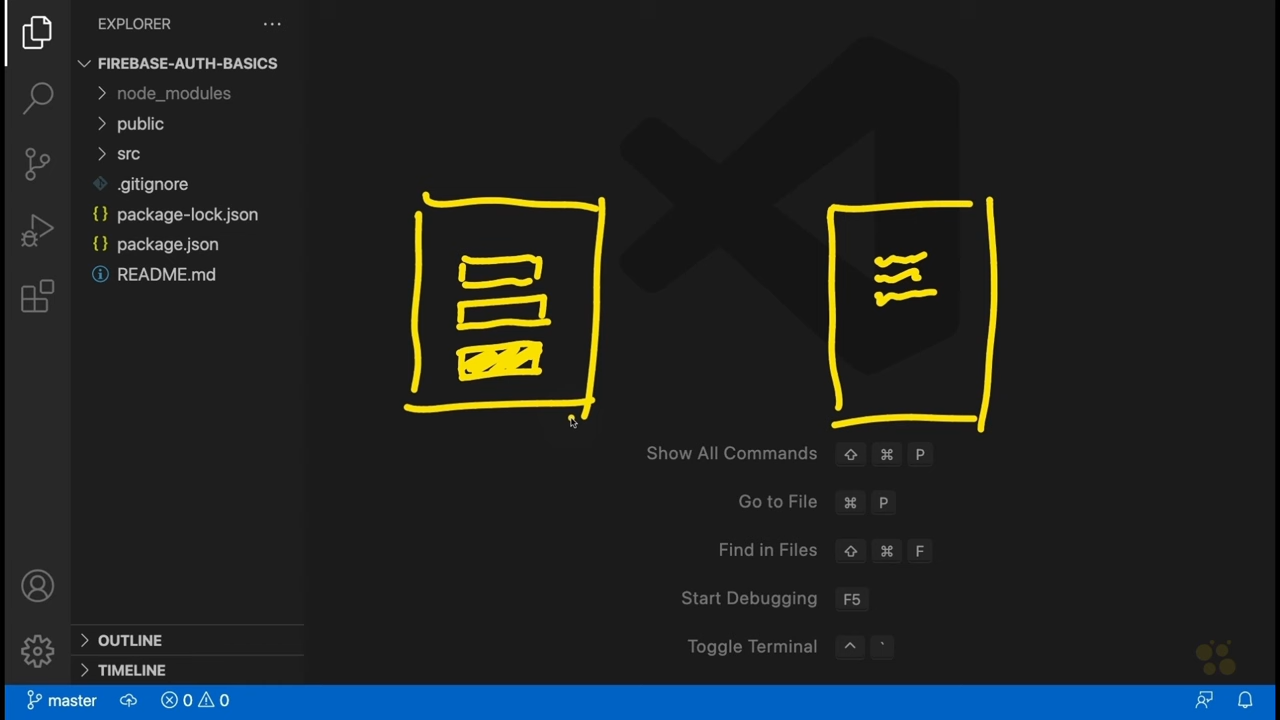 EXPLORER
FIREBASE-AUTH-BASICS
node_modules
public
src
.gitignore
{} package-lock.json
{} package.json
README.md
Show All Commands ⇧ ⌘ P
Go to File ⌘ P
Find in Files ⇧ ⌘ F
Start Debugging F5
Toggle Terminal ^ `
OUTLINE
TIMELINE
master 0 0